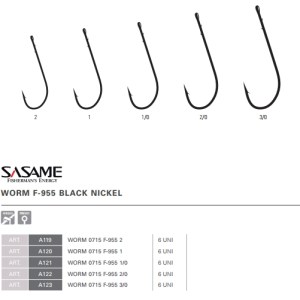 2 1 1/0 2/0 3/0
SASAME
FISHERMAN'S ENERGY
WORM F-955 BLACK NICKEL
ART. A119 WORM 0715 F-955 2 6 UNI
ART. A120 WORM 0715 F-955 1 6 UNI
ART. A121 WORM 0715 F-955 1/0 6 UNI
ART. A122 WORM 0715 F-955 2/0 6 UNI
ART. A123 WORM 0715 F-955 3/0 6 UNI